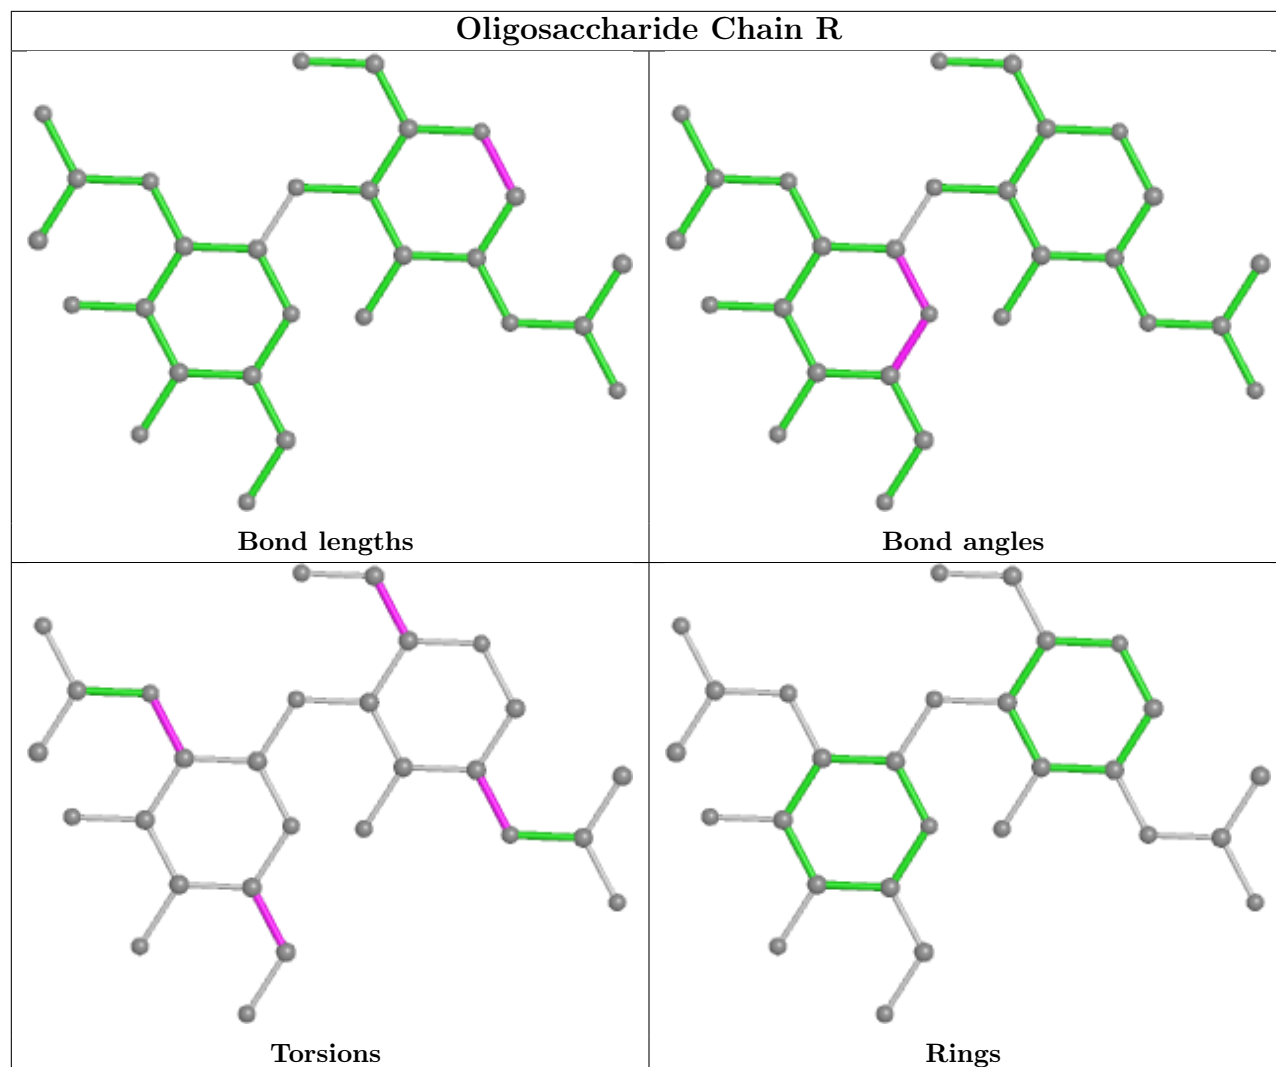 Oligosaccharide Chain R
Bond lengths
Bond angles
Torsions
Rings